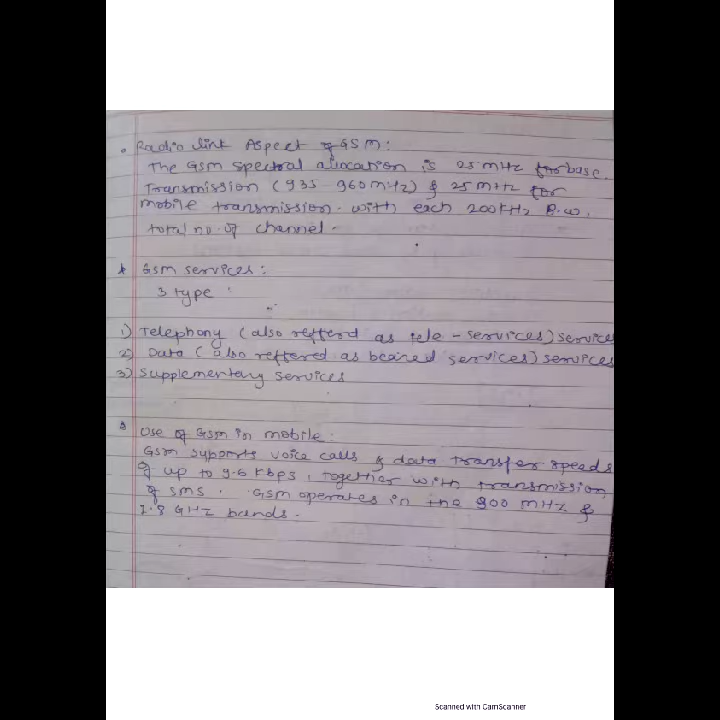 • Radio link Aspect of GSM:
The GSM spectral allocation is 25 MHz for base
Transmission (935 - 960 MHz) & 25 MHz for
mobile transmission. with each 200 KHz B.W.
total no. of channel -
* GSM services:
3 type :
1) Telephony (also refferd as tele - services) services
2) Data (also reffered as beared services) services
3) Supplementary services
Use of GSM in mobile:
GSM supports voice calls & data transfer speeds
of up to 9.6 kbps, together with transmission
of SMS. GSM operates in the 900 MHz &
1.8 GHz bands.
Scanned with CamScanner